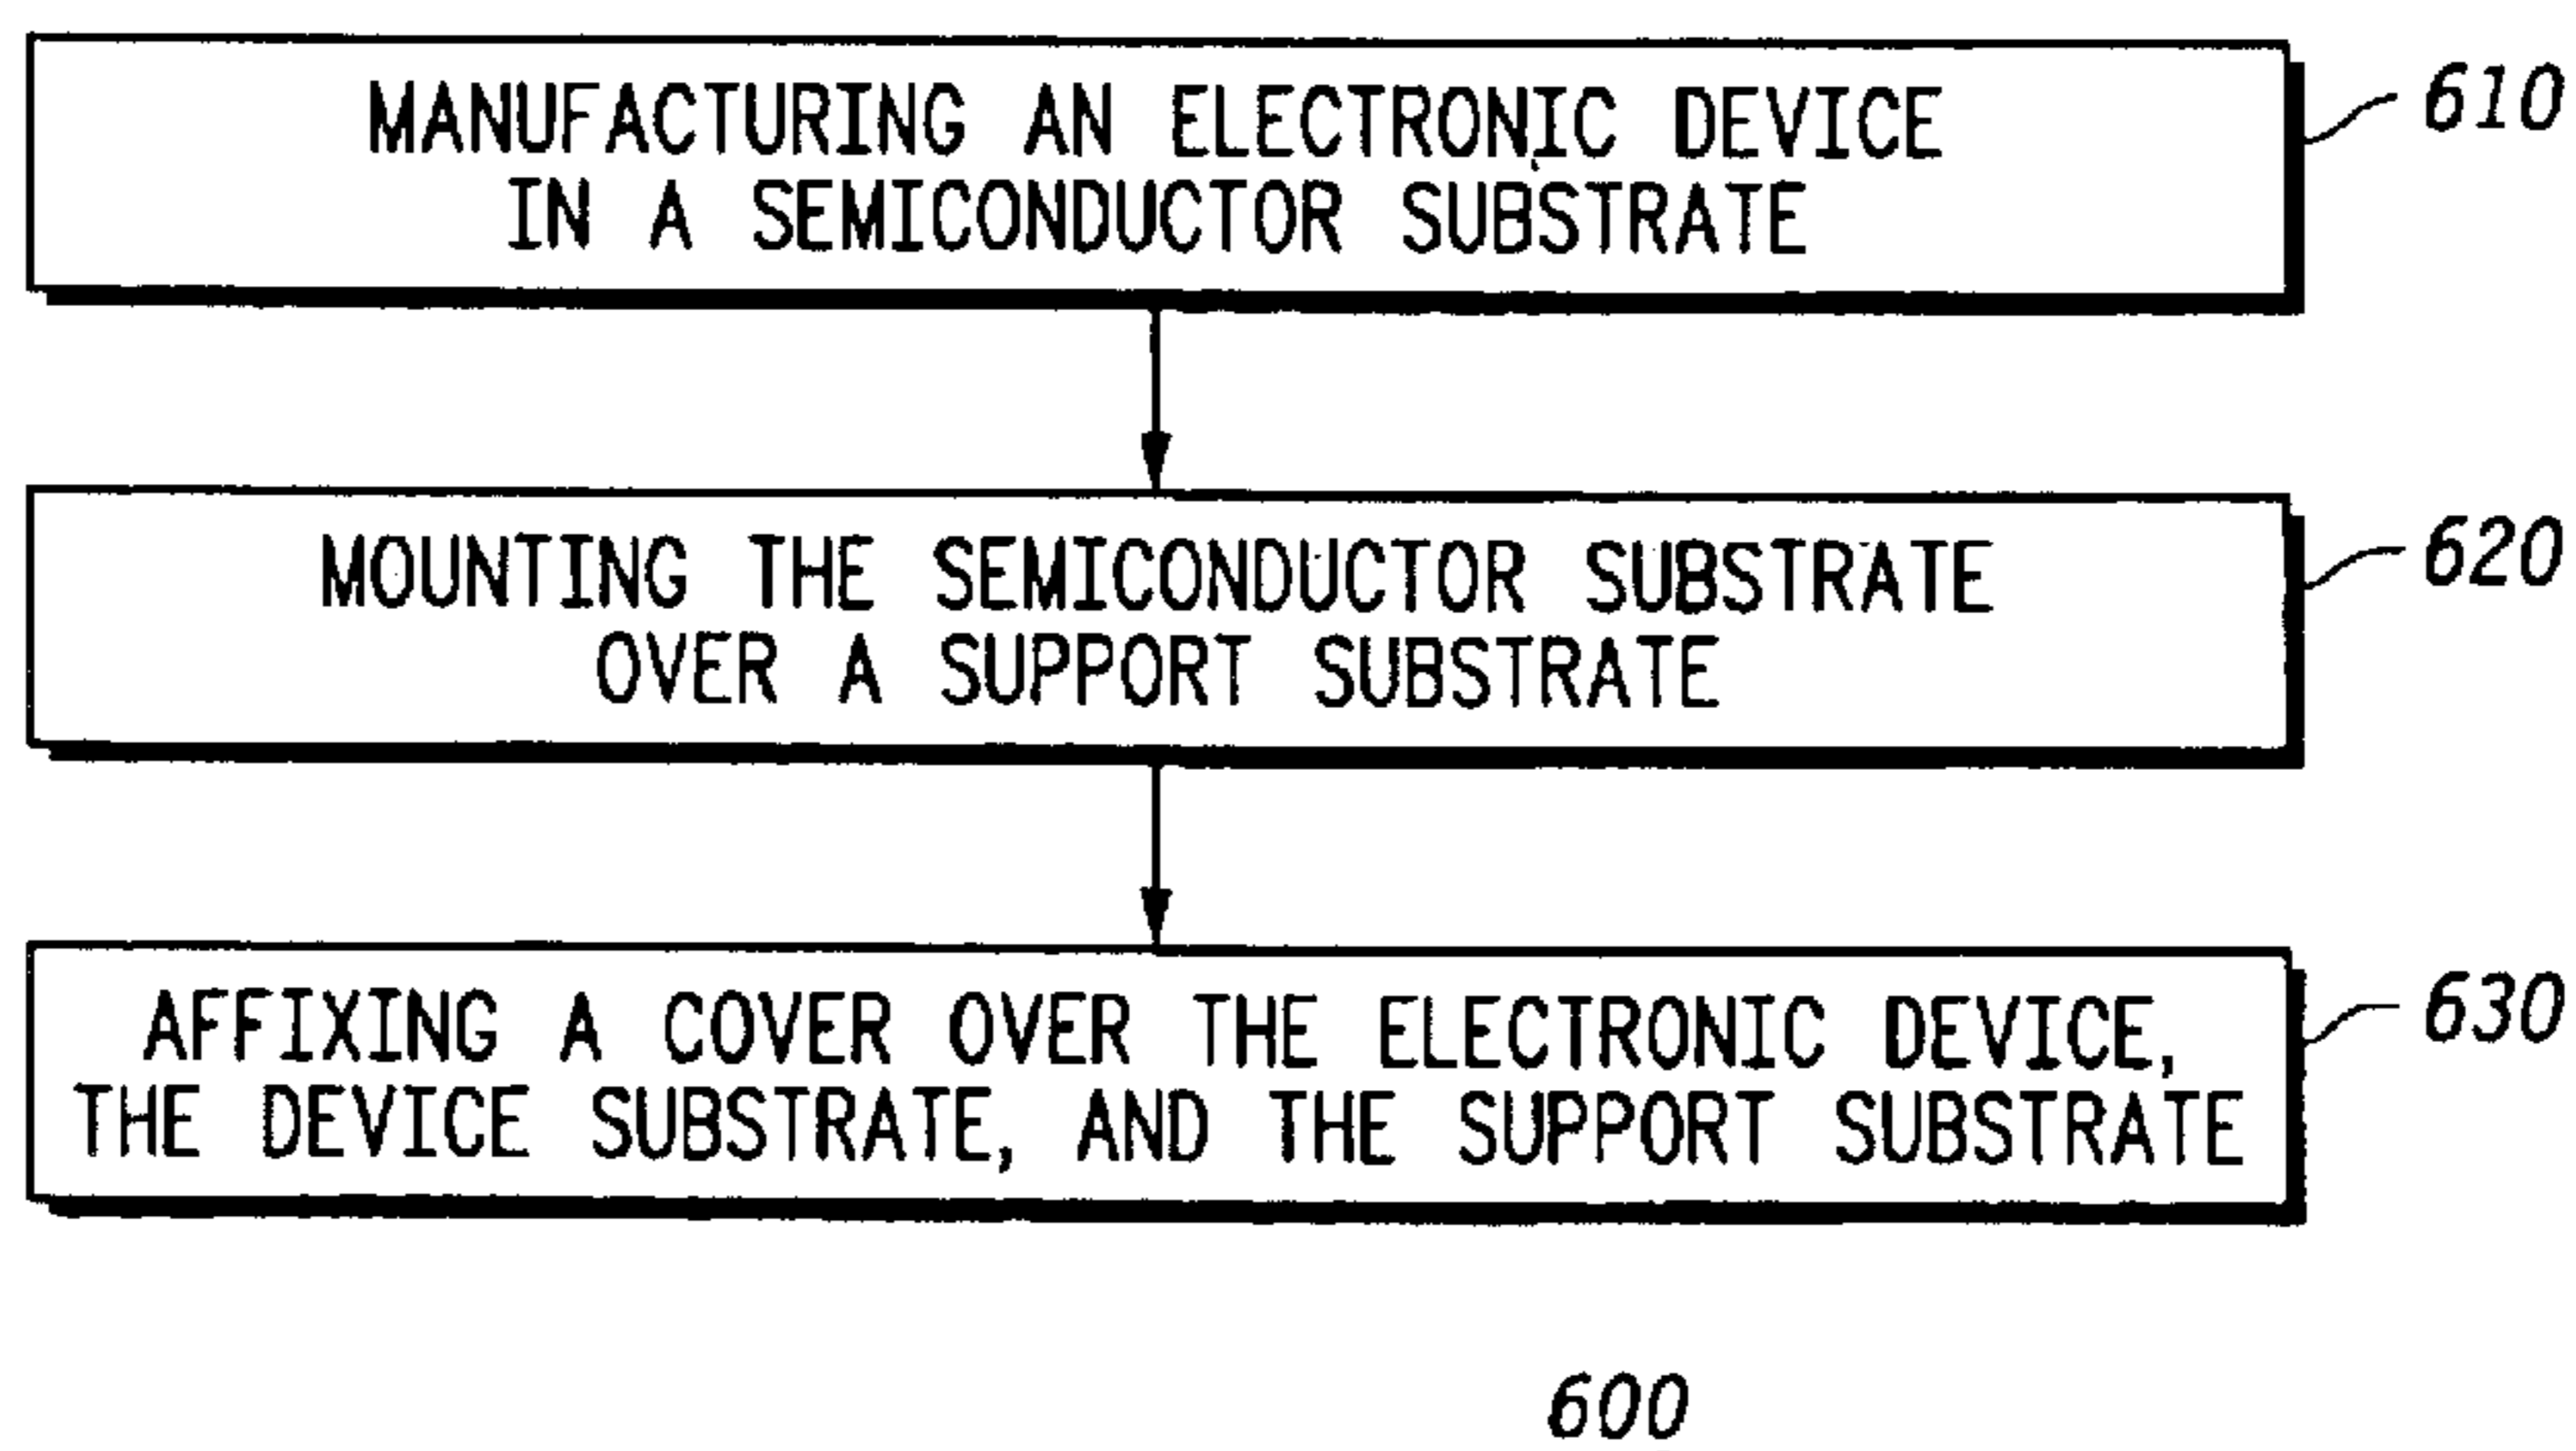 MANUFACTURING AN ELECTRONIC DEVICE
IN A SEMICONDUCTOR SUBSTRATE
610
MOUNTING THE SEMICONDUCTOR SUBSTRATE
OVER A SUPPORT SUBSTRATE
620
AFFIXING A COVER OVER THE ELECTRONIC DEVICE,
THE DEVICE SUBSTRATE, AND THE SUPPORT SUBSTRATE
630
600